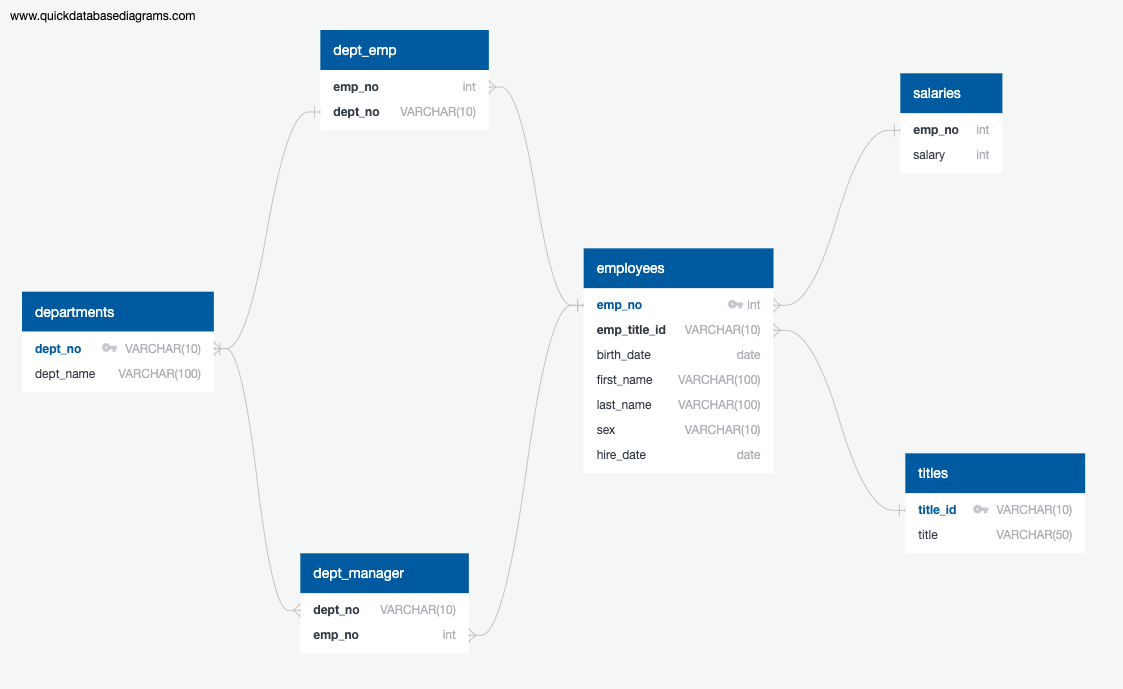 www.quickdatabasediagrams.com
dept_emp
emp_no int
dept_no VARCHAR(10)
salaries
emp_no int
salary int
employees
emp_no int
emp_title_id VARCHAR(10)
birth_date date
first_name VARCHAR(100)
last_name VARCHAR(100)
sex VARCHAR(10)
hire_date date
departments
dept_no VARCHAR(10)
dept_name VARCHAR(100)
titles
title_id VARCHAR(10)
title VARCHAR(50)
dept_manager
dept_no VARCHAR(10)
emp_no int